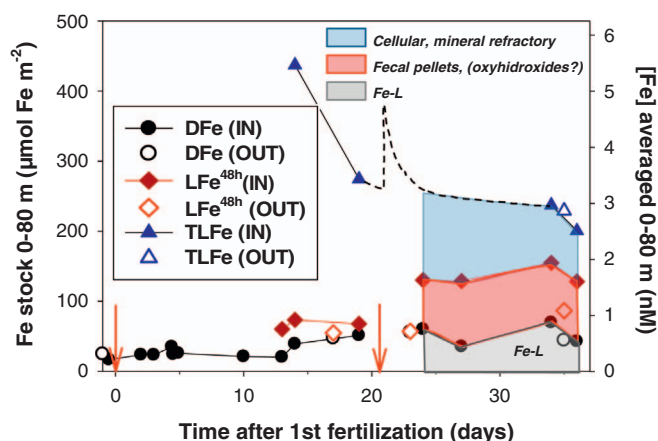 Fe stock 0-80 m (μmol Fe m-2)
500
400
300
200
100
0
Cellular, mineral refractory
Fecal pellets, (oxyhidroxides?)
Fe-L
DFe (IN)
DFe (OUT)
LFe48h(IN)
LFe48h (OUT)
TLFe (IN)
TLFe (OUT)
Fe-L
6
5
4
3
2
1
0
[Fe] averaged 0-80 m (nM)
0 10 20 30
Time after 1st fertilization (days)